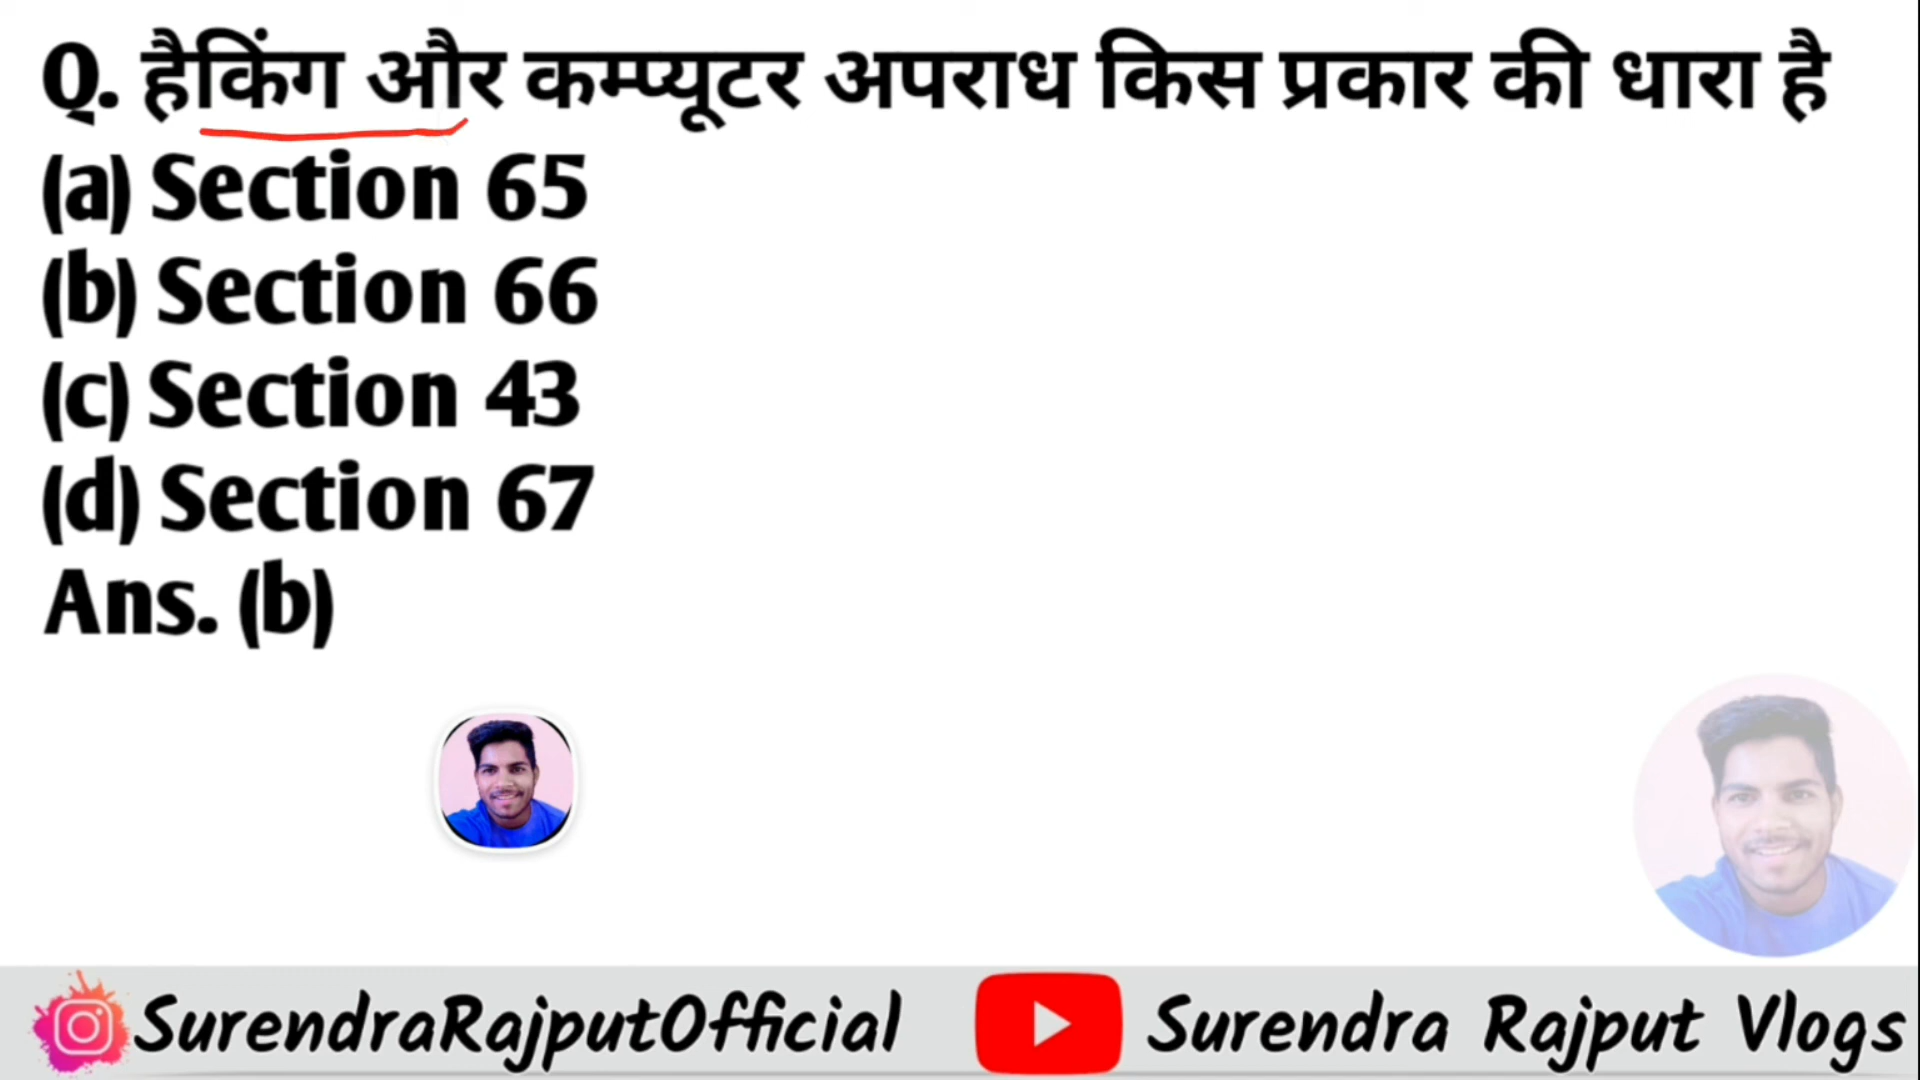 Q. हैकिंग और कम्प्यूटर अपराध किस प्रकार की धारा है
(a) Section 65
(b) Section 66
(c) Section 43
(d) Section 67
Ans. (b)
SurendraRajputOfficial Surendra Rajput Vlogs